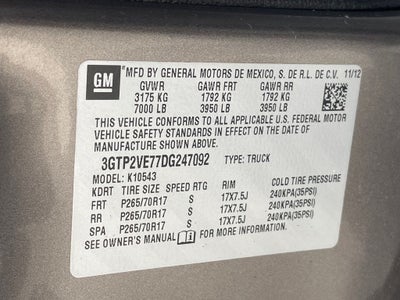 GM
*MFD BY GENERAL MOTORS DE MEXICO, S. DE R.L. DE C.V. 11/12
GVWR GAWR FRT GAWR RR
3175 KG 1792 KG 1792 KG
7000 LB 3950 LB 3950 LB
THIS VEHICLE CONFORMS TO ALL APPLICABLE U.S. FEDERAL MOTOR
VEHICLE SAFETY STANDARDS IN EFFECT ON THE DATE OF
MANUFACTURE SHOWN ABOVE.
3GTP2VE77DG247092 TYPE: TRUCK
MODEL: K10543
KDRT TIRE SIZE SPEED RTG RIM COLD TIRE PRESSURE
FRT P265/70R17 S 17X7.5J 240KPA(35PSI)
RR P265/70R17 S 17X7.5J 240KPA(35PSI)
SPA P265/70R17 S 17X7.5J 240KPA(35PSI)
SEE OWNER'S MANUAL FOR MORE INFORMATION.